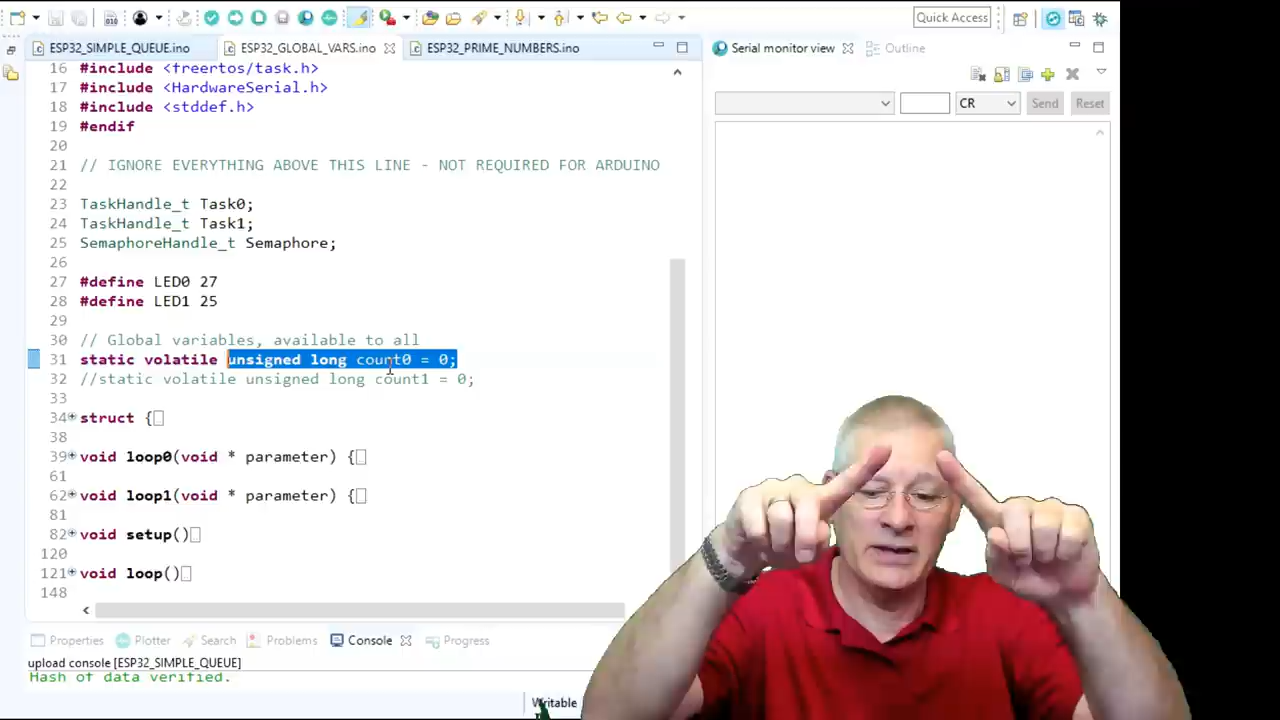 Quick Access
ESP32_SIMPLE_QUEUE.ino
ESP32_GLOBAL_VARS.ino
ESP32_PRIME_NUMBERS.ino
Serial monitor view
Outline
CR
Send
Reset
16 #include <freertos/task.h>
17 #include <HardwareSerial.h>
18 #include <stddef.h>
19 #endif
20
21 // IGNORE EVERYTHING ABOVE THIS LINE - NOT REQUIRED FOR ARDUINO
22
23 TaskHandle_t Task0;
24 TaskHandle_t Task1;
25 SemaphoreHandle_t Semaphore;
26
27 #define LED0 27
28 #define LED1 25
29
30 // Global variables, available to all
31 static volatile unsigned long count0 = 0;
32 //static volatile unsigned long count1 = 0;
33
34 struct {
38
39 void loop0(void * parameter) {
61
62 void loop1(void * parameter) {
81
82 void setup()
120
121 void loop()
148
Properties
Plotter
Search
Problems
Console
Progress
upload console [ESP32_SIMPLE_QUEUE]
Hash of data verified.
Writable